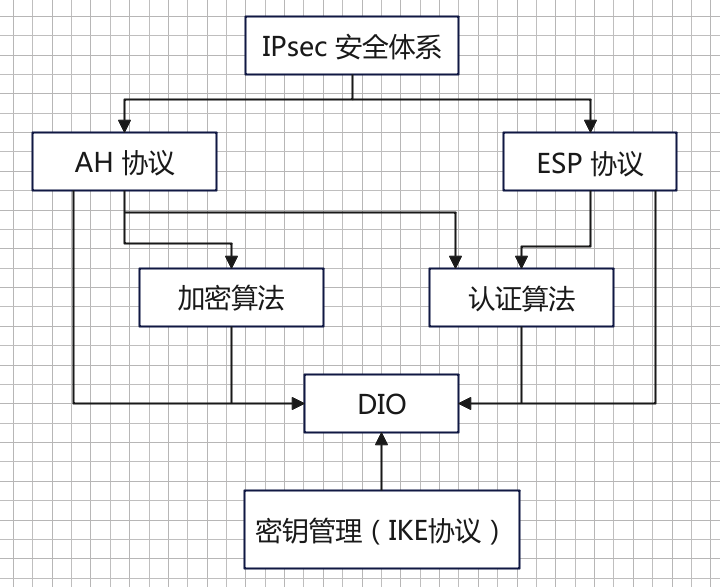 IPsec 安全体系
AH 协议
ESP 协议
加密算法
认证算法
DIO
密钥管理（IKE协议）